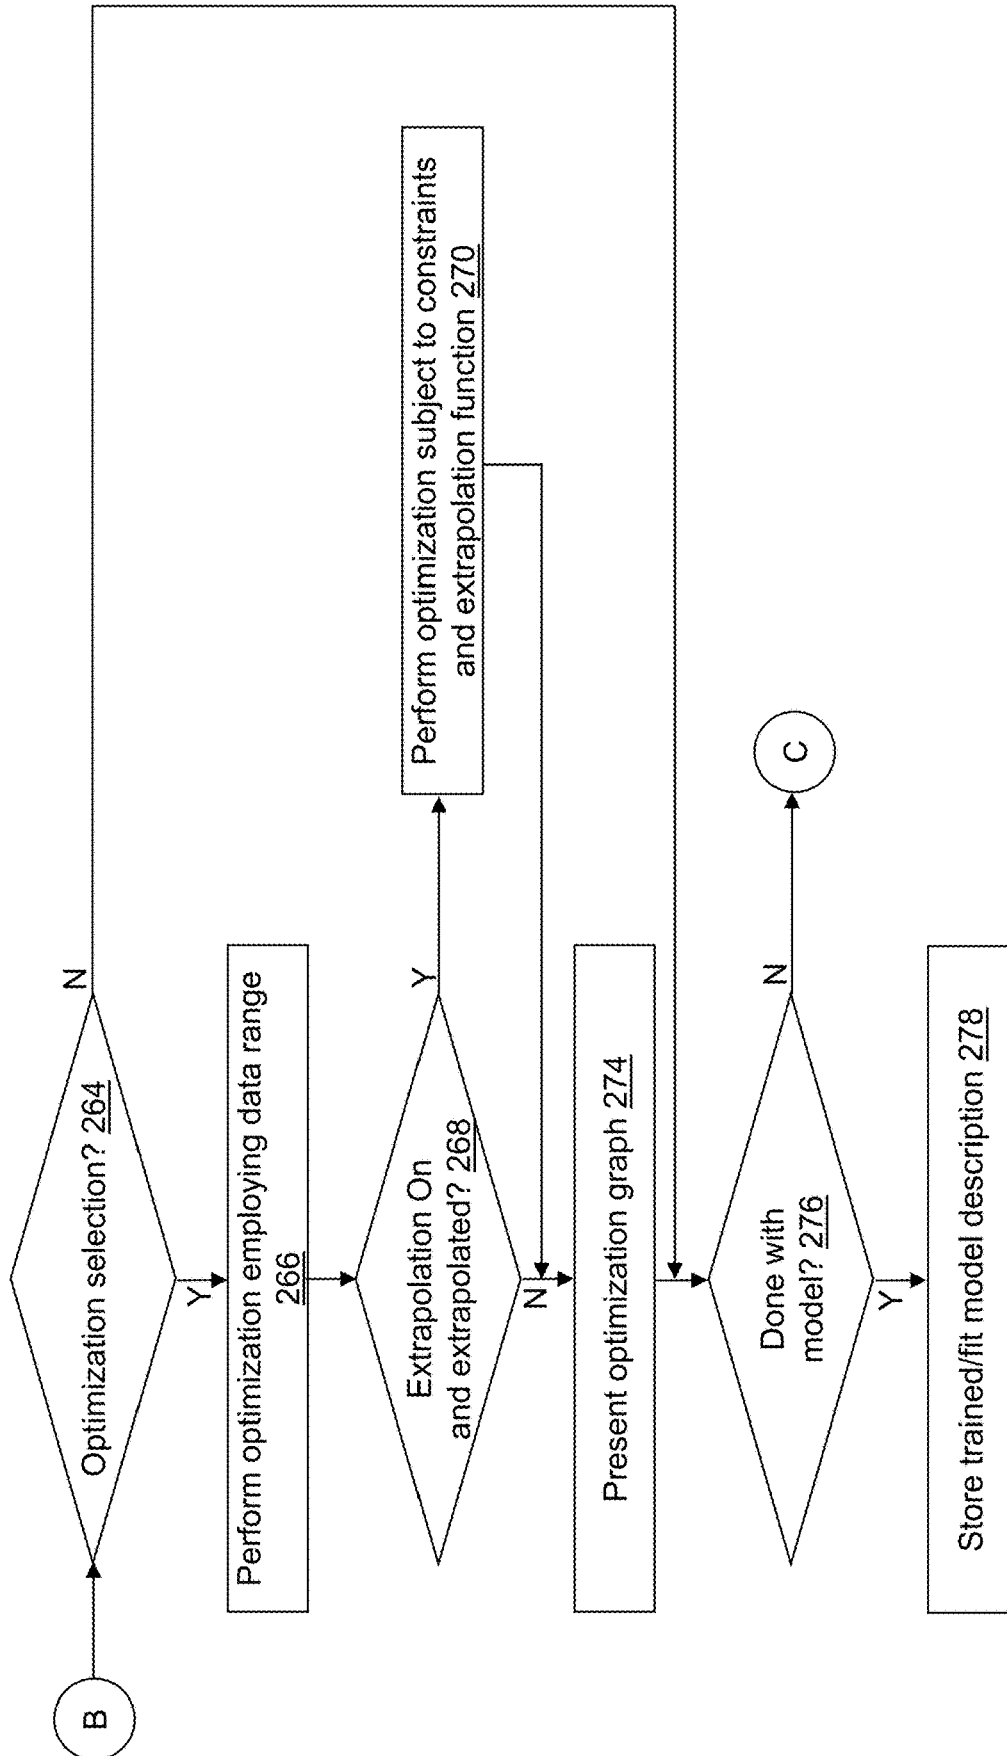 B
Optimization selection? 264
N
Y
Perform optimization employing data range
266
Extrapolation On
and extrapolated? 268
Y
N
Perform optimization subject to constraints
and extrapolation function 270
Present optimization graph 274
Done with
model? 276
N
C
Y
Store trained/fit model description 278